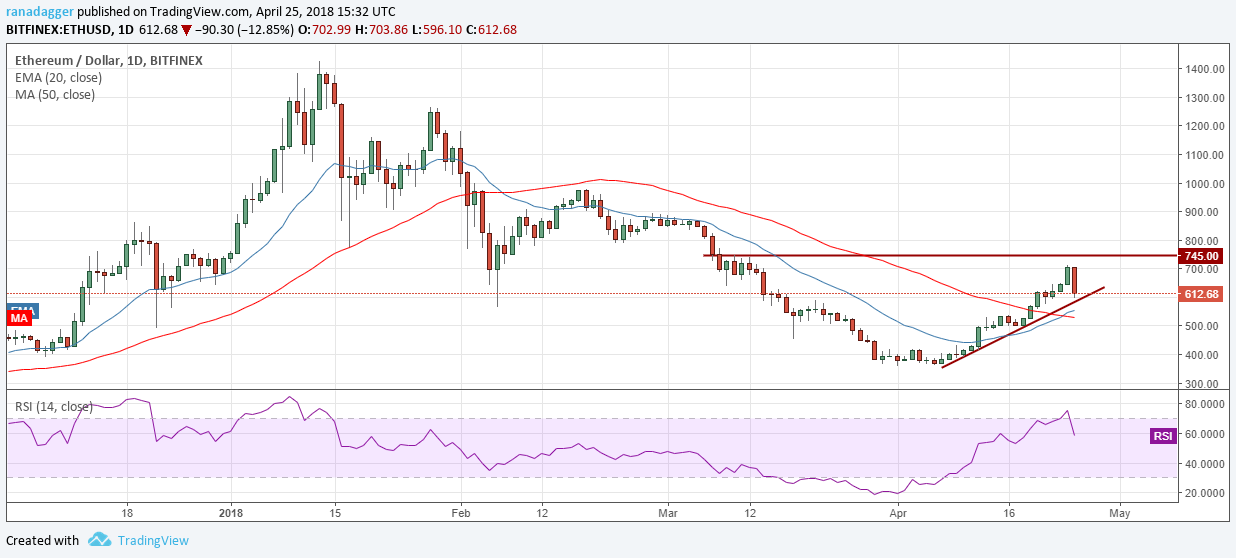 ranadagger published on TradingView.com, April 25, 2018 15:32 UTC
BITFINEX:ETHUSD, 1D 612.68 ▼ −90.30 (−12.85%) O:702.99 H:703.86 L:596.10 C:612.68
Ethereum / Dollar, 1D, BITFINEX
EMA (20, close)
MA (50, close)
1400.00
1300.00
1200.00
1100.00
1000.00
900.00
800.00
745.00
700.00
612.68
500.00
400.00
300.00
EMA
MA
RSI (14, close)
80.0000
RSI
60.0000
40.0000
20.0000
18 2018 15 Feb 12 Mar 12 Apr 16 May
Created with TradingView